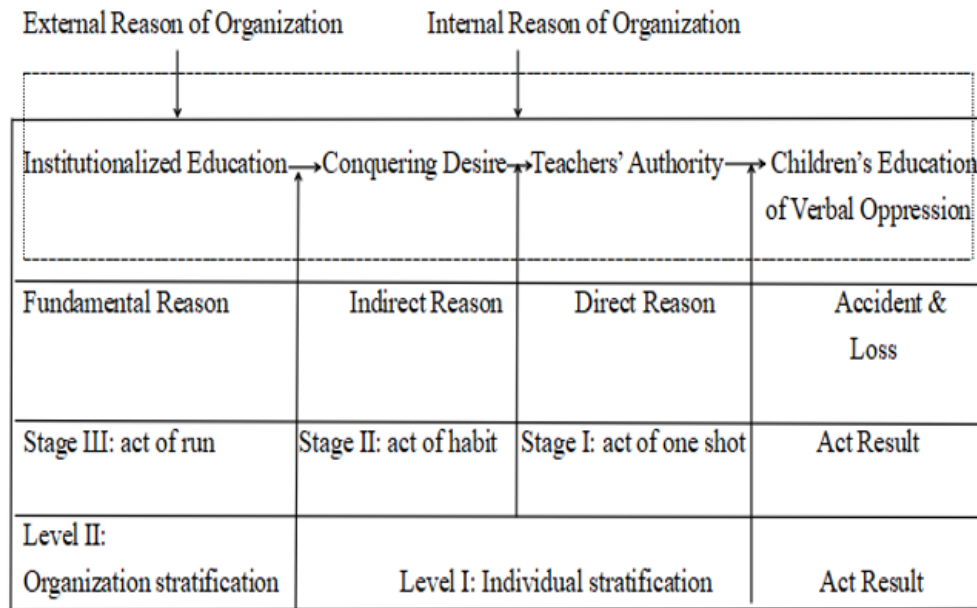 External Reason of Organization Internal Reason of Organization
Institutionalized Education Conquering Desire Teachers' Authority Children's Education
of Verbal Oppression
Fundamental Reason Indirect Reason Direct Reason Accident &
Loss
Stage III: act of run Stage II: act of habit Stage I: act of one shot Act Result
Level II:
Organization stratification Level I: Individual stratification Act Result